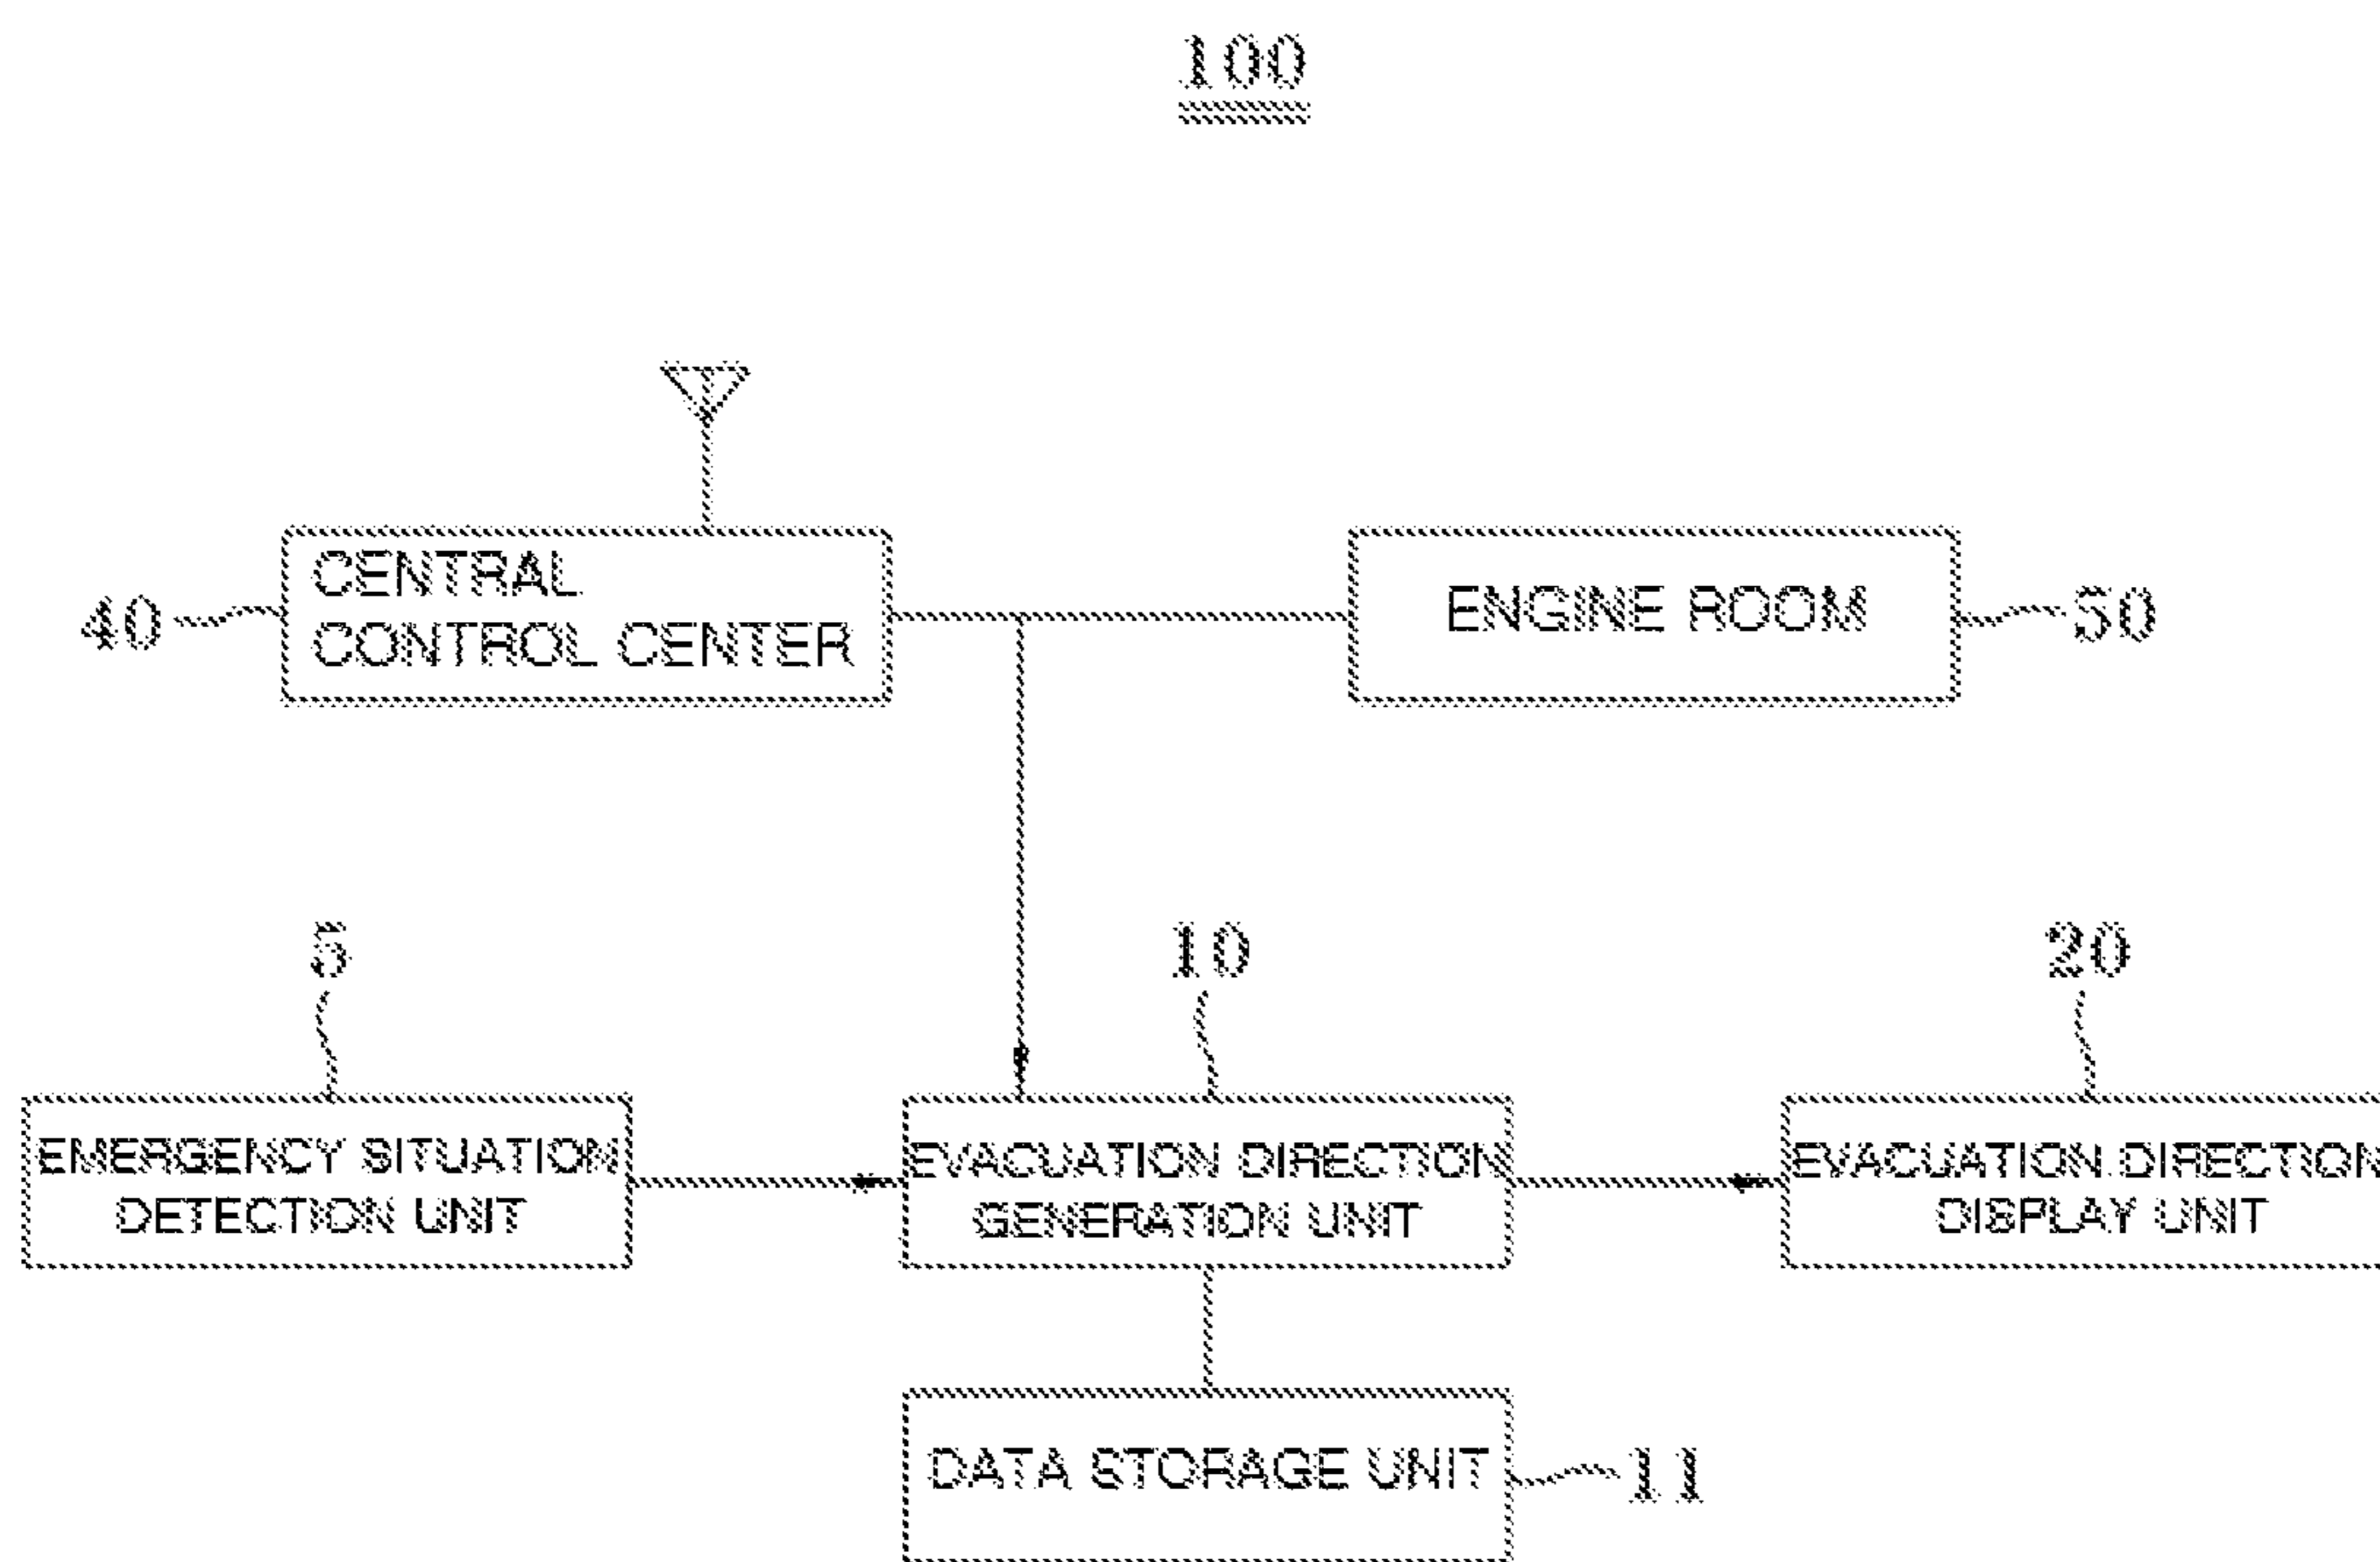 100
CENTRAL
CONTROL CENTER
40
ENGINE ROOM
50
5
10
20
EMERGENCY SITUATION
DETECTION UNIT
EVACUATION DIRECTION
GENERATION UNIT
EVACUATION DIRECTION
DISPLAY UNIT
DATA STORAGE UNIT
11